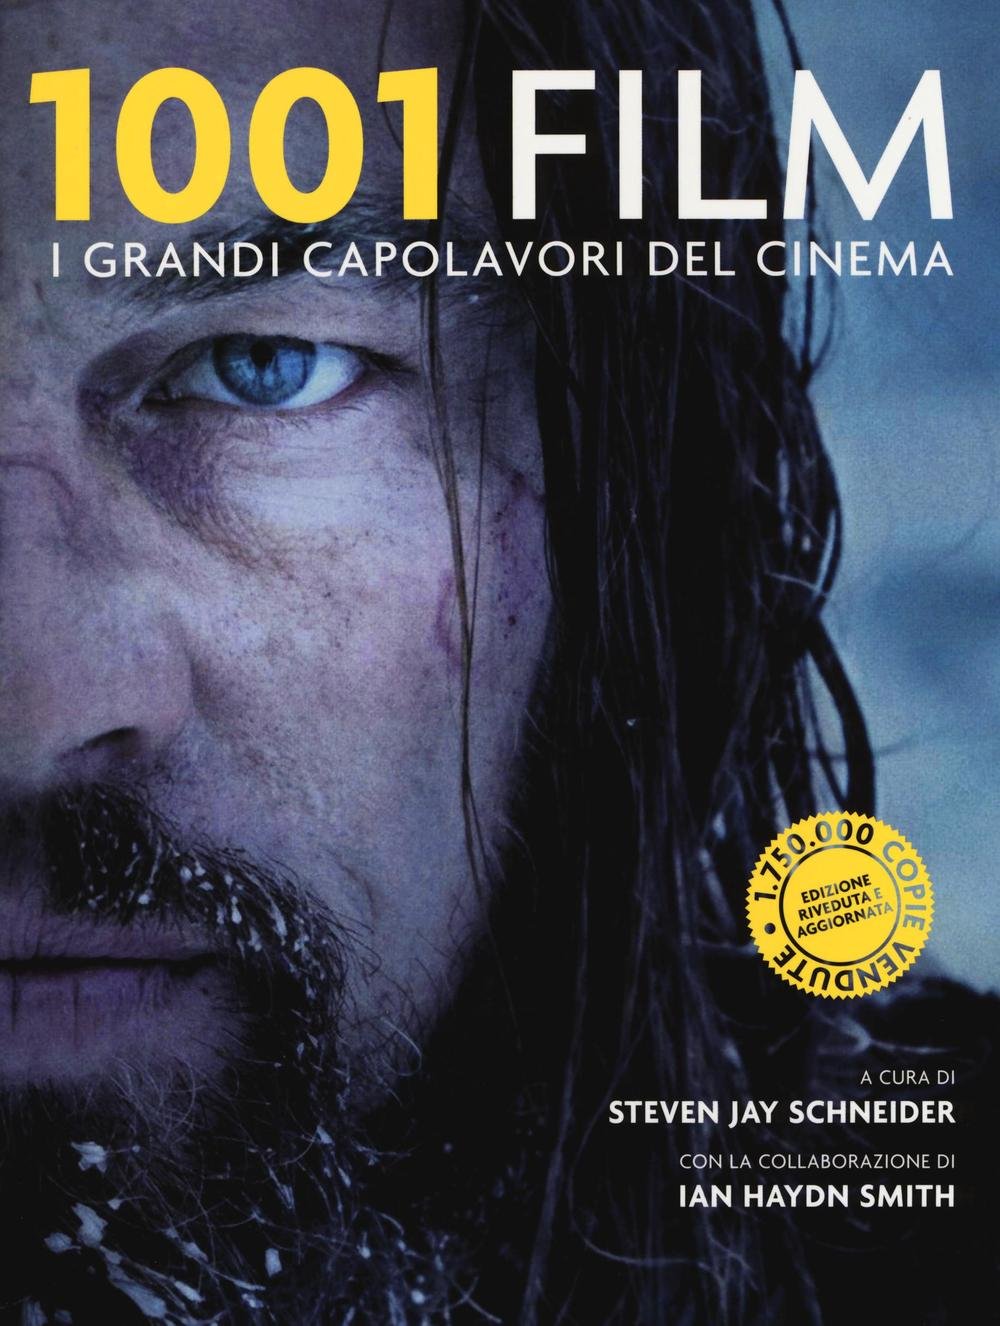 1001 FILM
I GRANDI CAPOLAVORI DEL CINEMA
1.750.000 COPIE VENDUTE •
EDIZIONE
RIVEDUTA E
AGGIORNATA
A CURA DI
STEVEN JAY SCHNEIDER
CON LA COLLABORAZIONE DI
IAN HAYDN SMITH